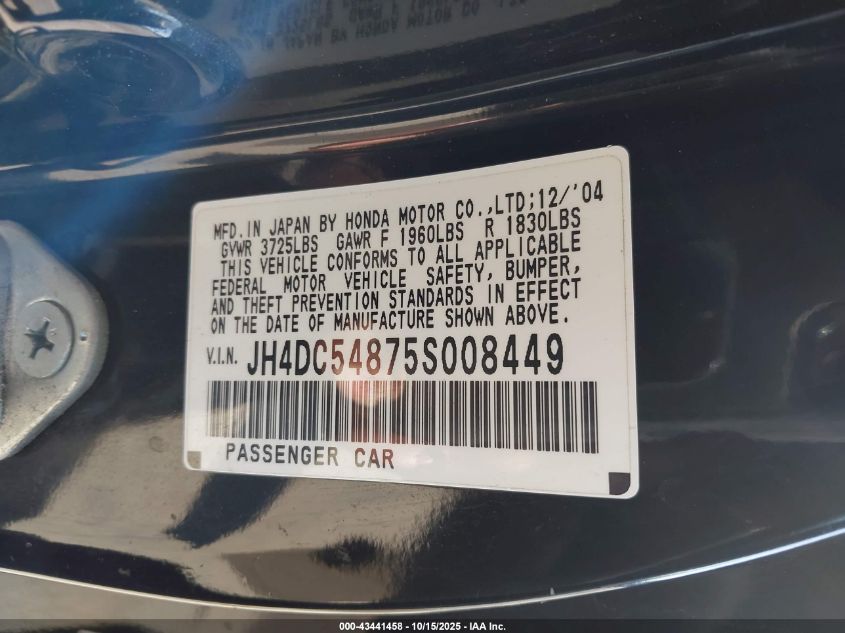 MFD.IN JAPAN BY HONDA MOTOR CO.,LTD;12/'04
GVWR 3725LBS GAWR F 1960LBS R 1830LBS
THIS VEHICLE CONFORMS TO ALL APPLICABLE
FEDERAL MOTOR VEHICLE SAFETY, BUMPER,
AND THEFT PREVENTION STANDARDS IN EFFECT
ON THE DATE OF MANUFACTURE SHOWN ABOVE.
V.I.N. JH4DC54875S008449
PASSENGER CAR
000-43441458 - 10/15/2025 - IAA Inc.